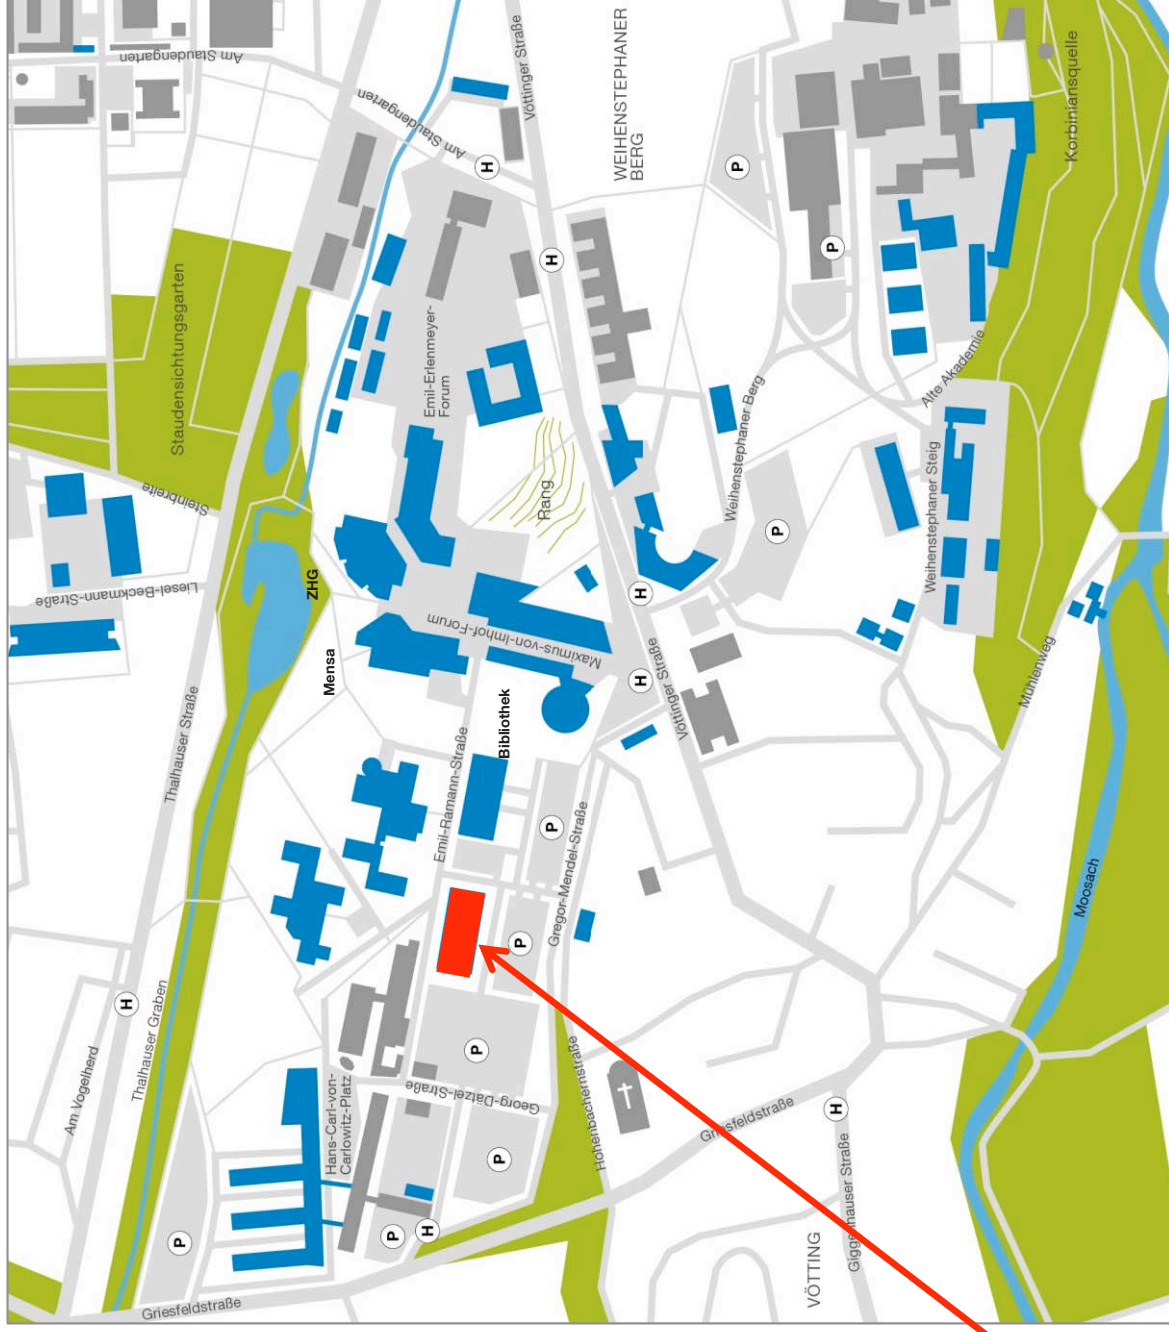 Am Staudengarten
Am Staudengarten
Vöttinger Straße
WEIHENSTEPHANER
BERG
Korbiniansquelle
Staudensichtungsgarten
H
P
H
P
Emil-Erlenmeyer-
Forum
Steinbreite
Liesel-Beckmann-Straße
Rang
Weihenstephaner Berg
Alte Akademie
Weihenstephaner Steig
P
ZHG
Mensa
Maximus-von-Imhof-Forum
H
H
Vöttinger Straße
Mühlenweg
Thalhauser Straße
Bibliothek
Emil-Ramann-Straße
P
Gregor-Mendel-Straße
Moosach
P
H
Thalhauser Graben
Am Vogelherd
P
Georg-Dätzel-Straße
Hans-Carl-von-
Carlowitz-Platz
Hohenbachernstraße
Griesfeldstraße
H
P
P
P
H
Giggenhauser Straße
VÖTTING
Griesfeldstraße